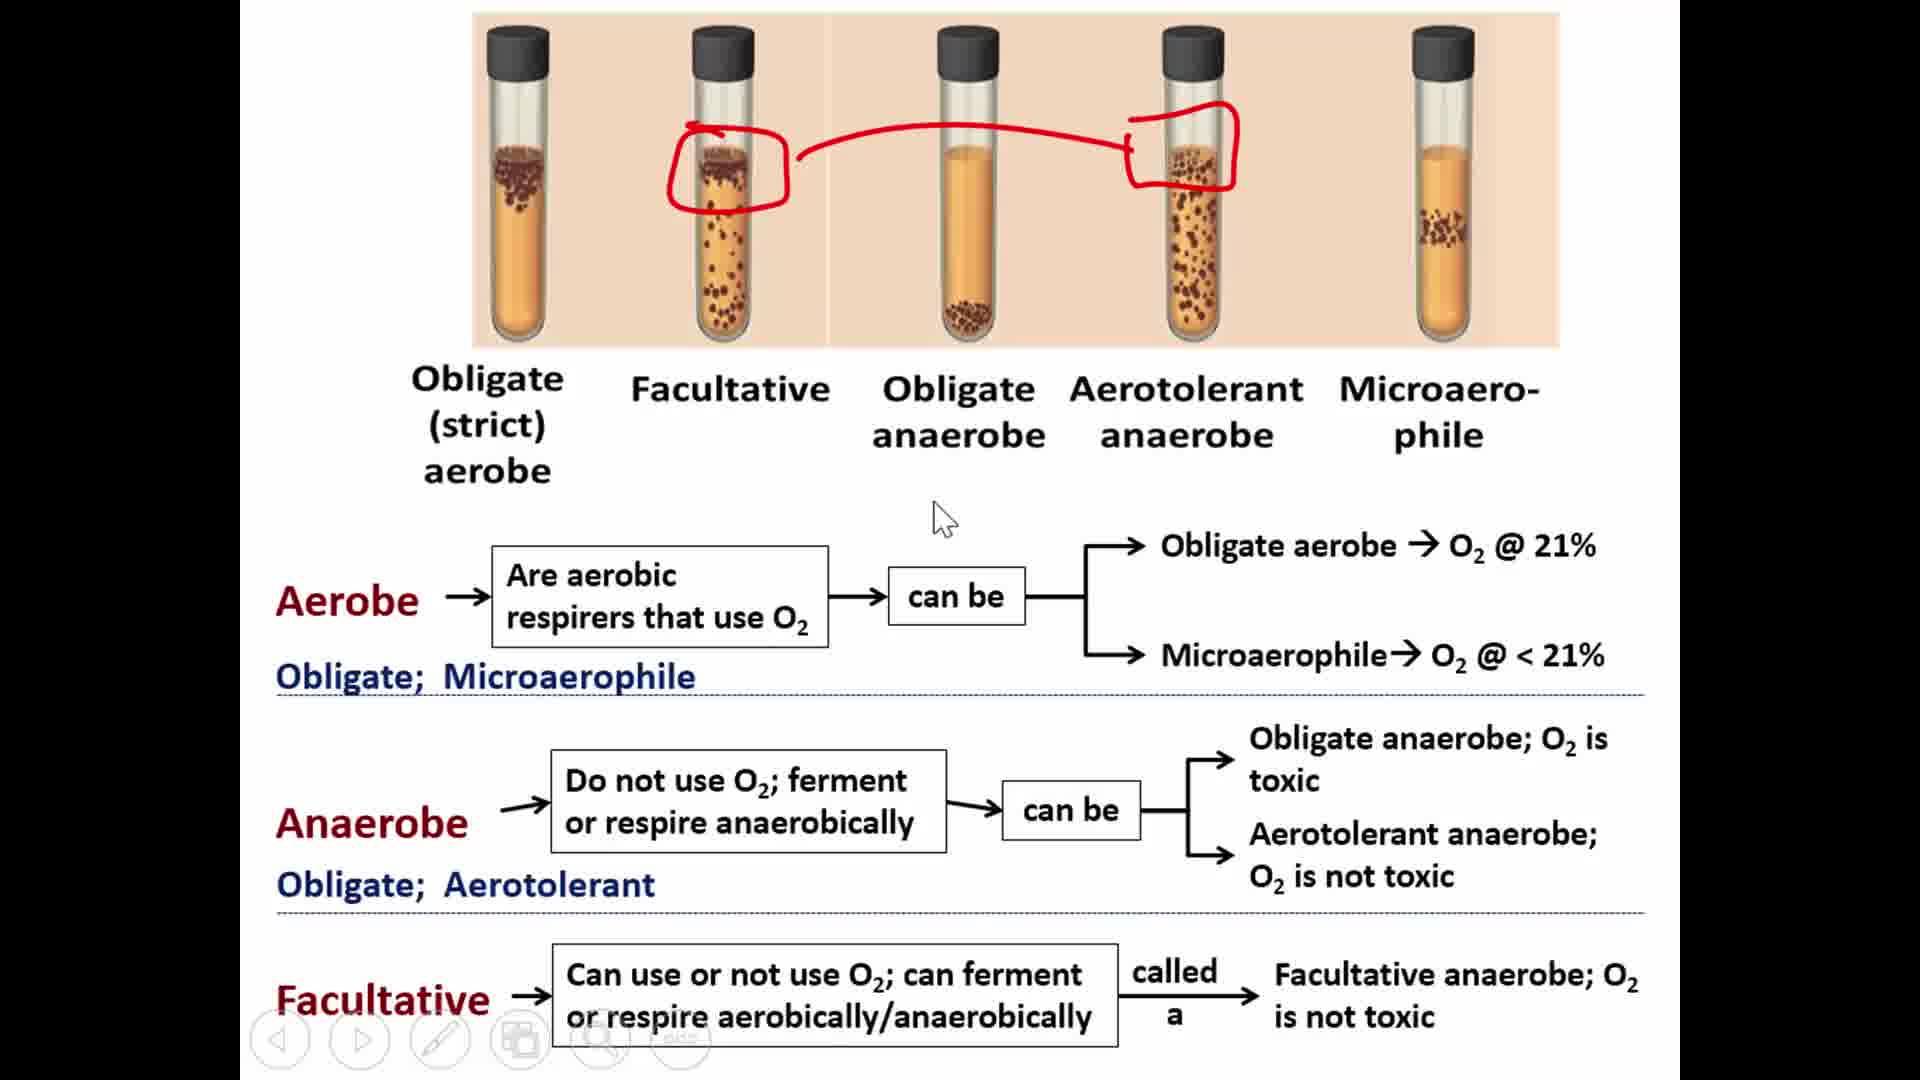 Obligate
(strict)
aerobe
Facultative
Obligate
anaerobe
Aerotolerant
anaerobe
Microaero-
phile
Aerobe
Are aerobic
respirers that use O₂
can be
Obligate aerobe → O₂ @ 21%
Microaerophile→ O₂ @ < 21%
Obligate; Microaerophile
Anaerobe
Do not use O₂; ferment
or respire anaerobically
can be
Obligate anaerobe; O₂ is
toxic
Aerotolerant anaerobe;
O₂ is not toxic
Obligate; Aerotolerant
Facultative
Can use or not use O₂; can ferment
or respire aerobically/anaerobically
called
a
Facultative anaerobe; O₂
is not toxic